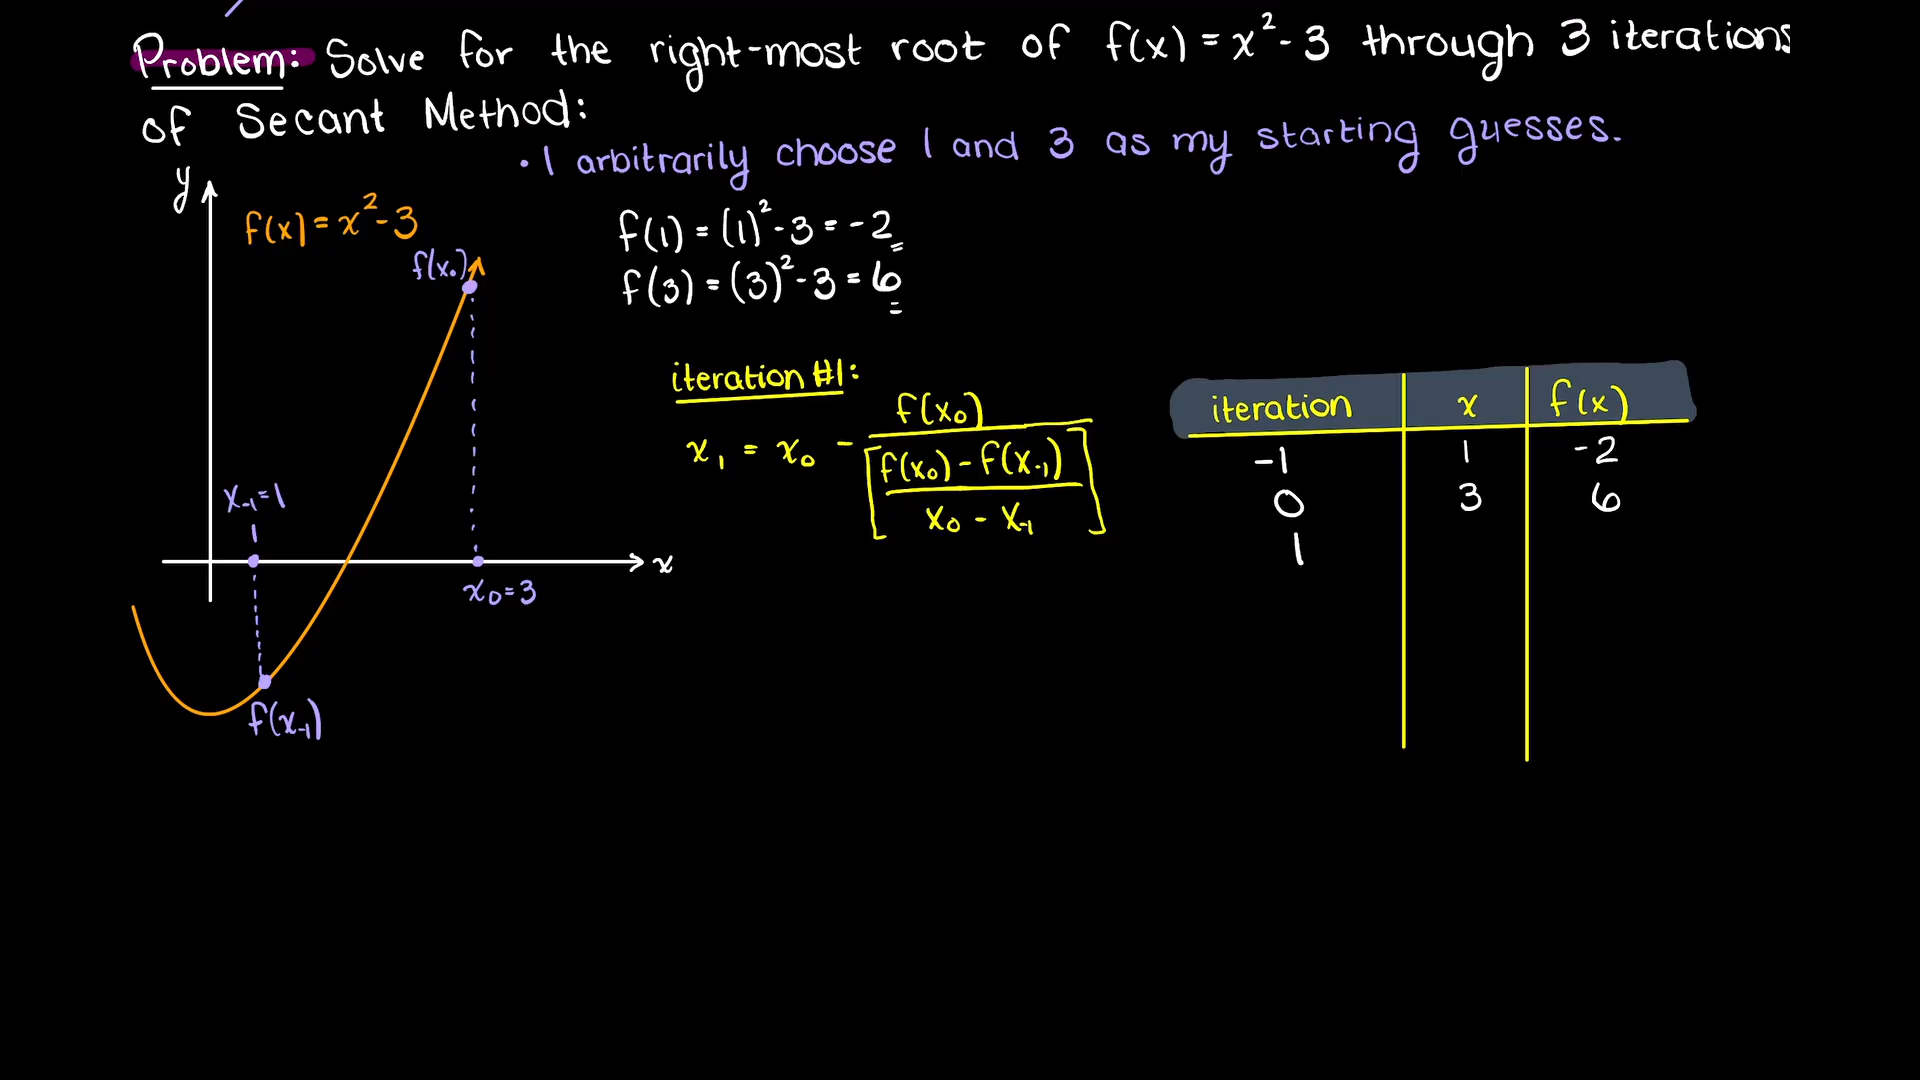 Problem: Solve for the right-most root of f(x) = x² - 3 through 3 iterations
of Secant Method:
• I arbitrarily choose 1 and 3 as my starting guesses.
y
f(x) = x² - 3
f(x₀)
x₋₁ = 1
1
x₀ = 3
x
f(x₋₁)
f(1) = (1)² - 3 = -2
f(3) = (3)² - 3 = 6
iteration #1:
f(x₀)
x₁ = x₀ -
[f(x₀) - f(x₋₁)]
x₀ - x₋₁
iteration x f(x)
-1 1 -2
0 3 6
1